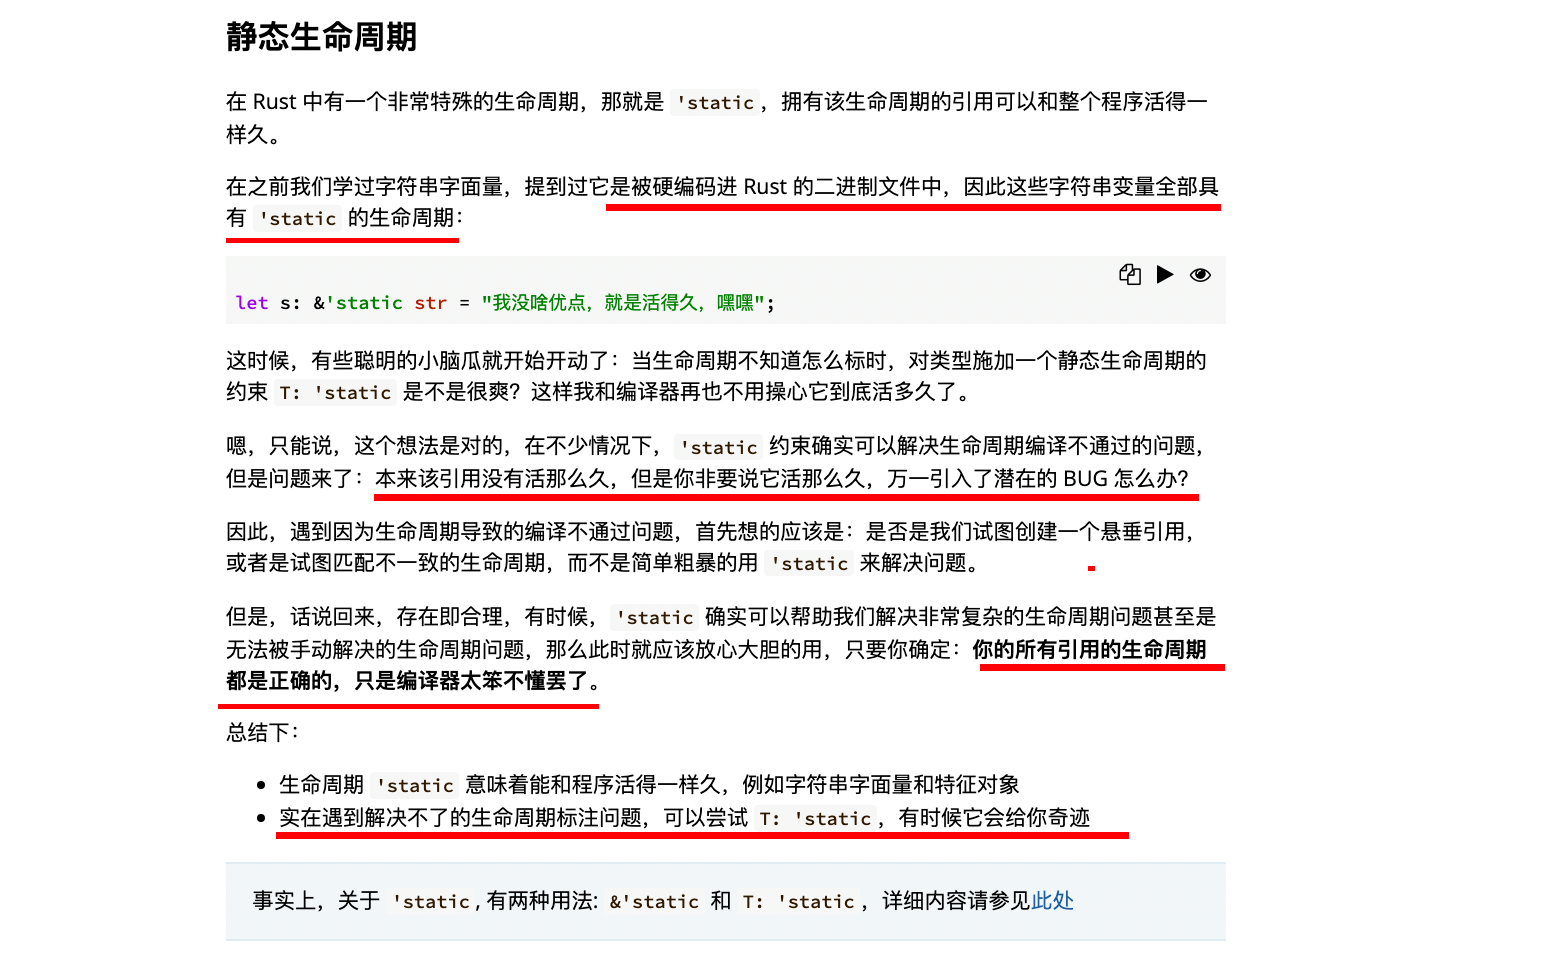 静态生命周期
在 Rust 中有一个非常特殊的生命周期，那就是 'static，拥有该生命周期的引用可以和整个程序活得一
样久。
在之前我们学过字符串字面量，提到过它是被硬编码进 Rust 的二进制文件中，因此这些字符串变量全部具
有 'static 的生命周期：
let s: &'static str = "我没啥优点，就是活得久，嘿嘿";
这时候，有些聪明的小脑瓜就开始开动了：当生命周期不知道怎么标时，对类型施加一个静态生命周期的
约束 T: 'static 是不是很爽？这样我和编译器再也不用操心它到底活多久了。
嗯，只能说，这个想法是对的，在不少情况下，'static 约束确实可以解决生命周期编译不通过的问题，
但是问题来了：本来该引用没有活那么久，但是你非要说它活那么久，万一引入了潜在的 BUG 怎么办？
因此，遇到因为生命周期导致的编译不通过问题，首先想的应该是：是否是我们试图创建一个悬垂引用，
或者是试图匹配不一致的生命周期，而不是简单粗暴的用 'static 来解决问题。
但是，话说回来，存在即合理，有时候，'static 确实可以帮助我们解决非常复杂的生命周期问题甚至是
无法被手动解决的生命周期问题，那么此时就应该放心大胆的用，只要你确定：你的所有引用的生命周期
都是正确的，只是编译器太笨不懂罢了。
总结下：
• 生命周期 'static 意味着能和程序活得一样久，例如字符串字面量和特征对象
• 实在遇到解决不了的生命周期标注问题，可以尝试 T: 'static，有时候它会给你奇迹
事实上，关于 'static, 有两种用法: &'static 和 T: 'static，详细内容请参见此处